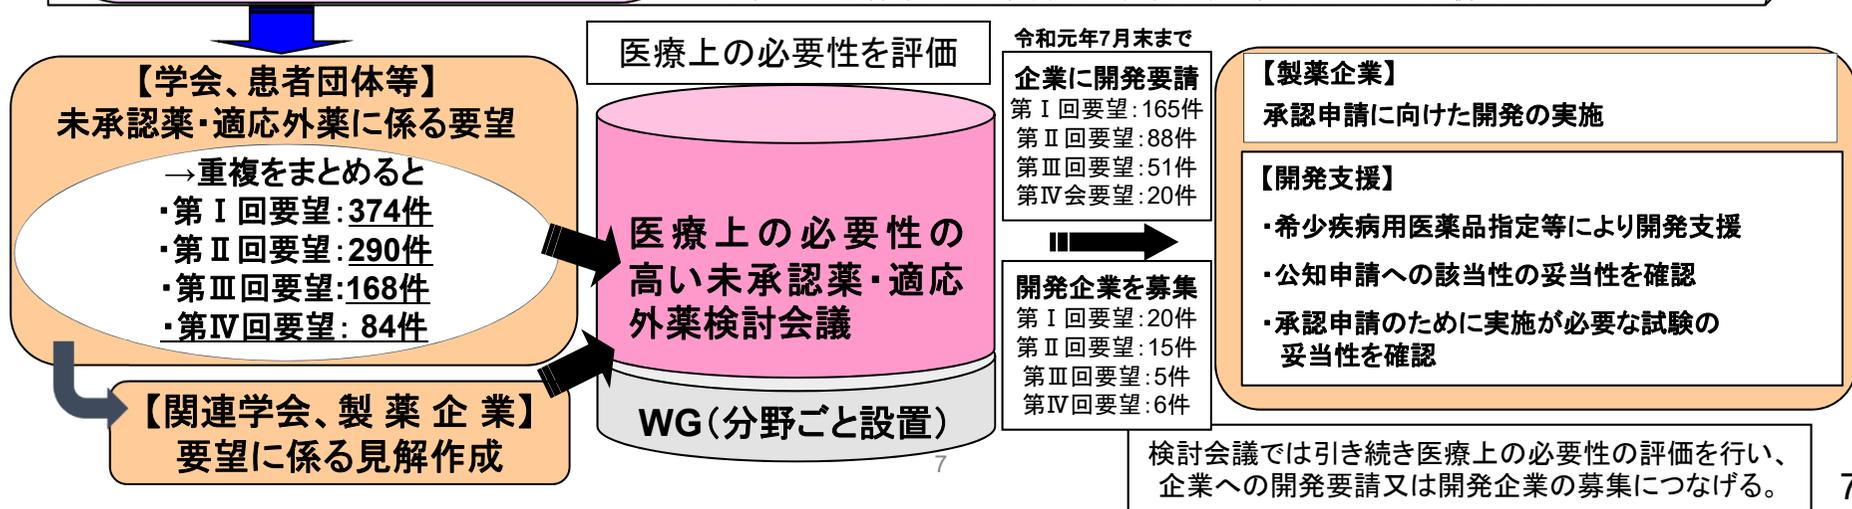 【学会、患者団体等】
未承認薬・適応外薬に係る要望
→重複をまとめると
・第Ⅰ回要望：374件
・第Ⅱ回要望：290件
・第Ⅲ回要望:168件
・第Ⅳ回要望： 84件
【関連学会、製 薬 企 業】
要望に係る見解作成
医療上の必要性を評価
医療上の必要性の
高い未承認薬・適応
外薬検討会議
WG（分野ごと設置）
7
令和元年7月末まで
企業に開発要請
第Ⅰ回要望：165件
第Ⅱ回要望：88件
第Ⅲ回要望：51件
第Ⅳ会要望：20件
開発企業を募集
第Ⅰ回要望：20件
第Ⅱ回要望：15件
第Ⅲ回要望：5件
第Ⅳ回要望：6件
【製薬企業】
承認申請に向けた開発の実施
【開発支援】
・希少疾病用医薬品指定等により開発支援
・公知申請への該当性の妥当性を確認
・承認申請のために実施が必要な試験の
妥当性を確認
検討会議では引き続き医療上の必要性の評価を行い、
企業への開発要請又は開発企業の募集につなげる。
7